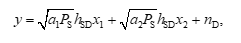 y = √a₁P_S h_SD x₁ + √a₂P_S h_SD x₂ + n_D,